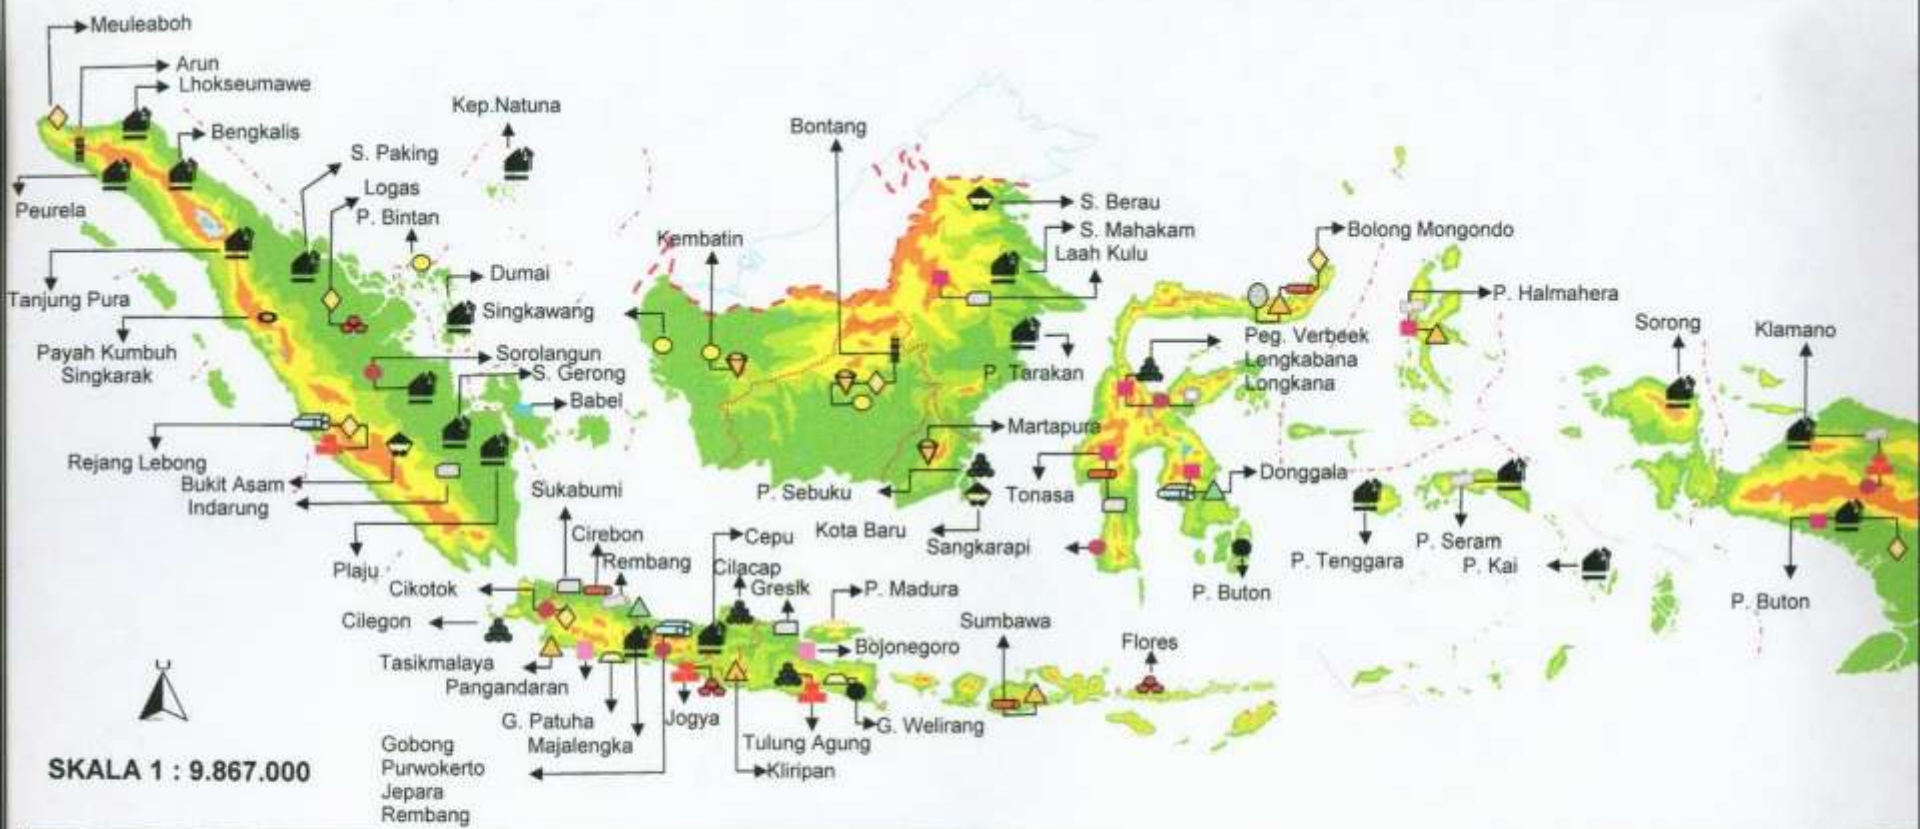 Meuleaboh
Arun
Lhokseumawe
Bengkalis
Peurela
S. Paking
Logas
P. Bintan
Tanjung Pura
Payah Kumbuh
Singkarak
Dumai
Singkawang
Sorolangun
S. Gerong
Babel
Rejang Lebong
Bukit Asam
Indarung
Plaju
Kep.Natuna
Kembatin
Bontang
S. Berau
S. Mahakam
Laah Kulu
P. Tarakan
Martapura
P. Sebuku
Kota Baru
Bolong Mongondo
Peg. Verbeek
Lengkabana
Longkana
Tonasa
Donggala
Sangkarapi
P. Buton
P. Halmahera
Sorong
Klamano
P. Tenggara
P. Seram
P. Kai
P. Buton
Sukabumi
Cirebon
Rembang
Cepu
Cilacap
Gresik
P. Madura
Cikotok
Cilegon
Tasikmalaya
Pangandaran
G. Patuha
Majalengka
Jogya
Bojonegoro
G. Welirang
Tulung Agung
Kliripan
Sumbawa
Flores
Gobong
Purwokerto
Jepara
Rembang
U
SKALA 1 : 9.867.000